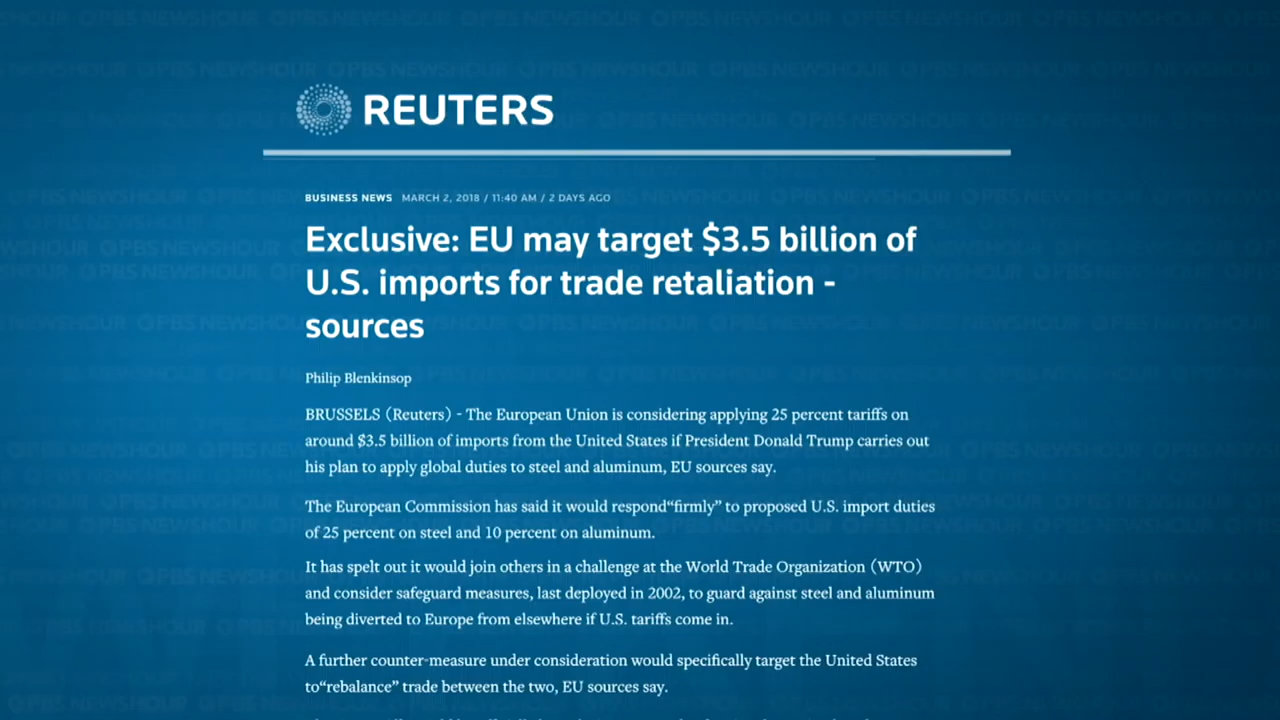 REUTERS
BUSINESS NEWS MARCH 2, 2018 / 11:40 AM / 2 DAYS AGO
Exclusive: EU may target $3.5 billion of
U.S. imports for trade retaliation -
sources
Philip Blenkinsop
BRUSSELS (Reuters) - The European Union is considering applying 25 percent tariffs on
around $3.5 billion of imports from the United States if President Donald Trump carries out
his plan to apply global duties to steel and aluminum, EU sources say.
The European Commission has said it would respond“firmly” to proposed U.S. import duties
of 25 percent on steel and 10 percent on aluminum.
It has spelt out it would join others in a challenge at the World Trade Organization (WTO)
and consider safeguard measures, last deployed in 2002, to guard against steel and aluminum
being diverted to Europe from elsewhere if U.S. tariffs come in.
A further counter-measure under consideration would specifically target the United States
to“rebalance” trade between the two, EU sources say.